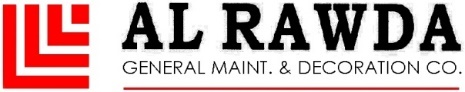 AL RAWDA
GENERAL MAINT. & DECORATION CO.